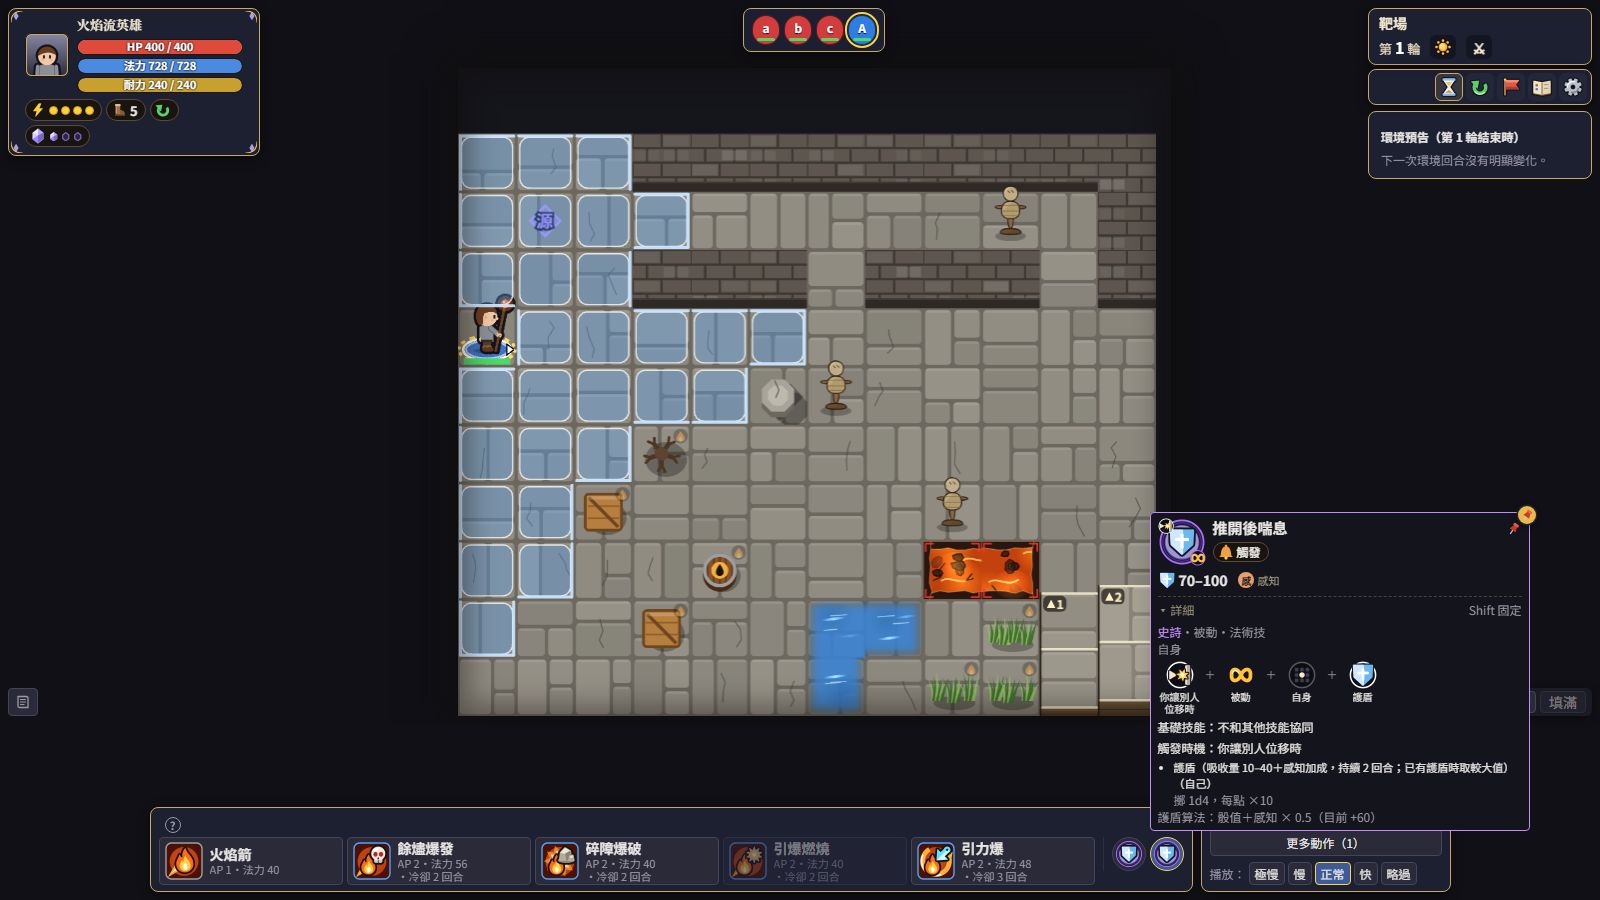 火焰流英雄
HP 400 / 400
法力 728 / 728
耐力 240 / 240
5
a
b
c
A
靶場
第 1 輪
環境預告（第 1 輪結束時）
下一次環境回合沒有明顯變化。
源
▲1
▲2
推開後喘息
觸發
70–100
感 感知
詳細
Shift 固定
史詩・被動・法術技
自身
你讓別人位移時
+
被動
+
自身
+
護盾
基礎技能：不和其他技能協同
觸發時機：你讓別人位移時
• 護盾（吸收量 10–40＋感知加成，持續 2 回合；已有護盾時取較大值）
（自己）
擲 1d4，每點 ×10
護盾算法：骰值＋感知 × 0.5（目前 +60）
填滿
?
火焰箭
AP 1・法力 40
餘燼爆發
AP 2・法力 56
・冷卻 2 回合
碎障爆破
AP 2・法力 40
・冷卻 2 回合
引爆燃燒
AP 2・法力 40
・冷卻 2 回合
引力爆
AP 2・法力 48
・冷卻 3 回合
更多動作（1）
播放：
極慢
慢
正常
快
略過